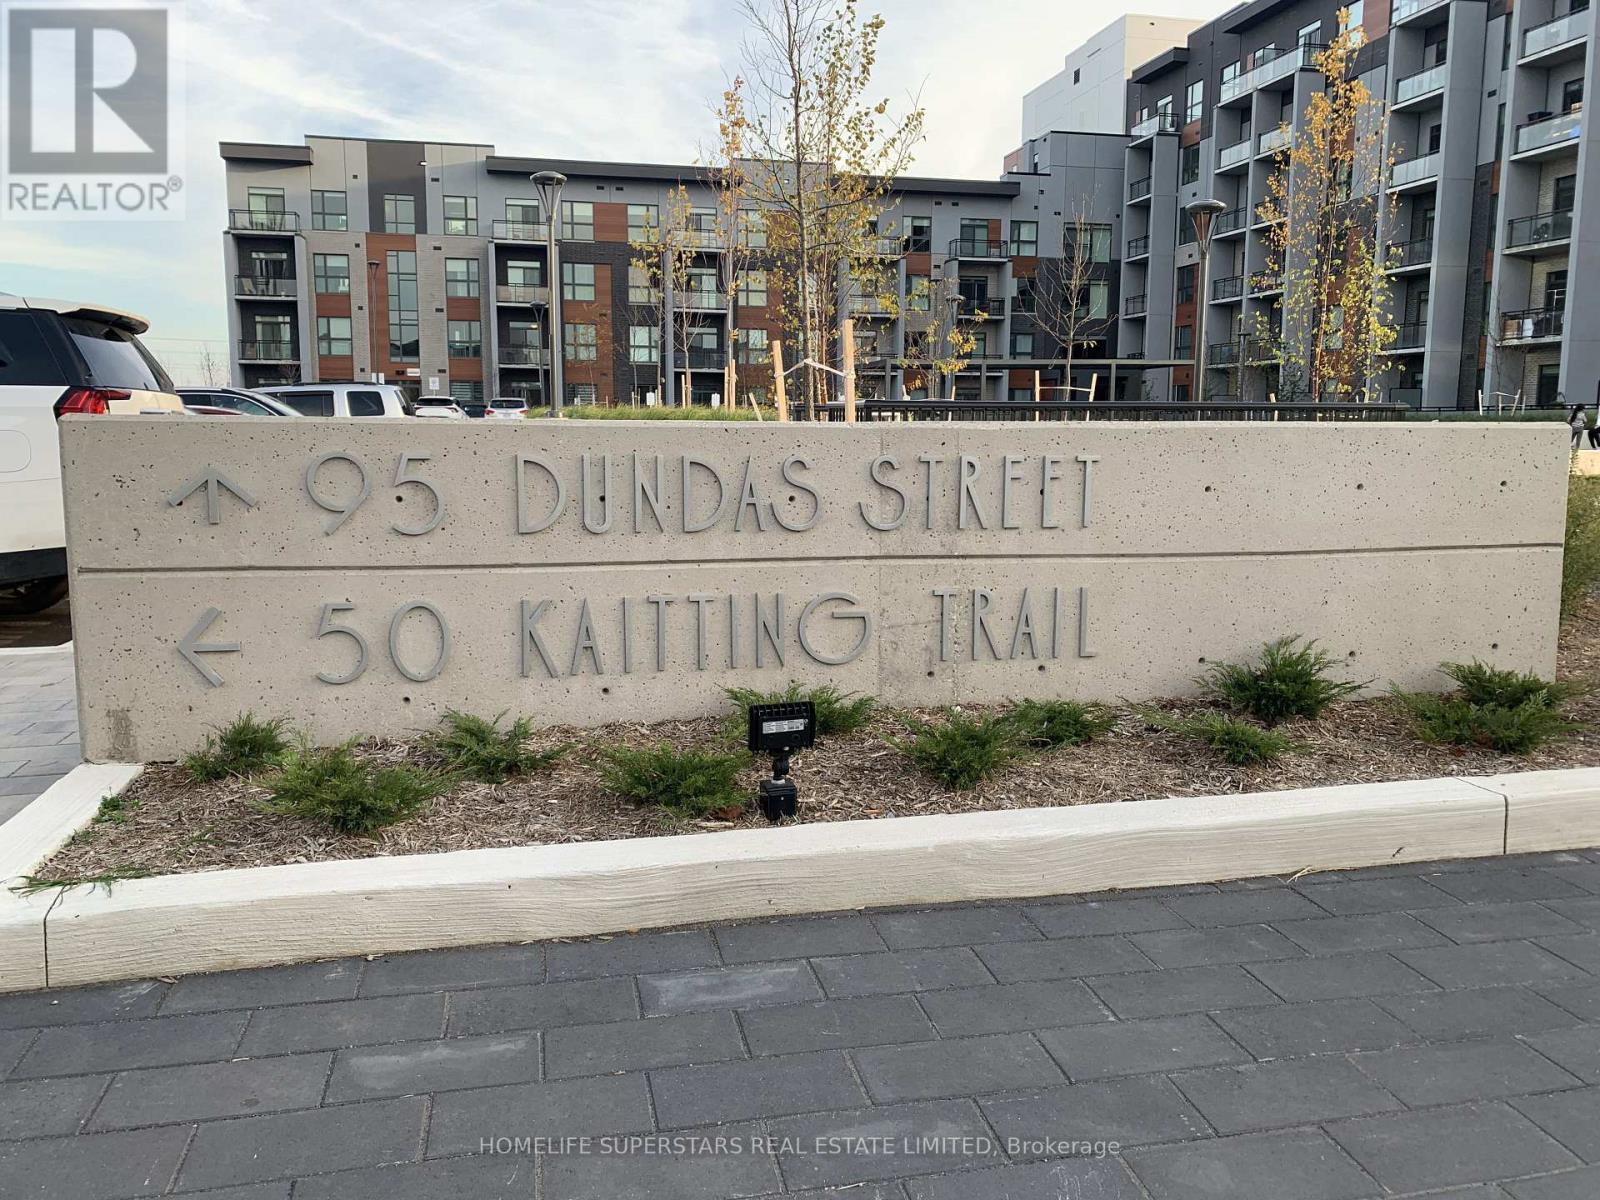 R
REALTOR®
↑ 95 DUNDAS STREET
← 50 KAITTING TRAIL
HOMELIFE SUPERSTARS REAL ESTATE LIMITED, Brokerage